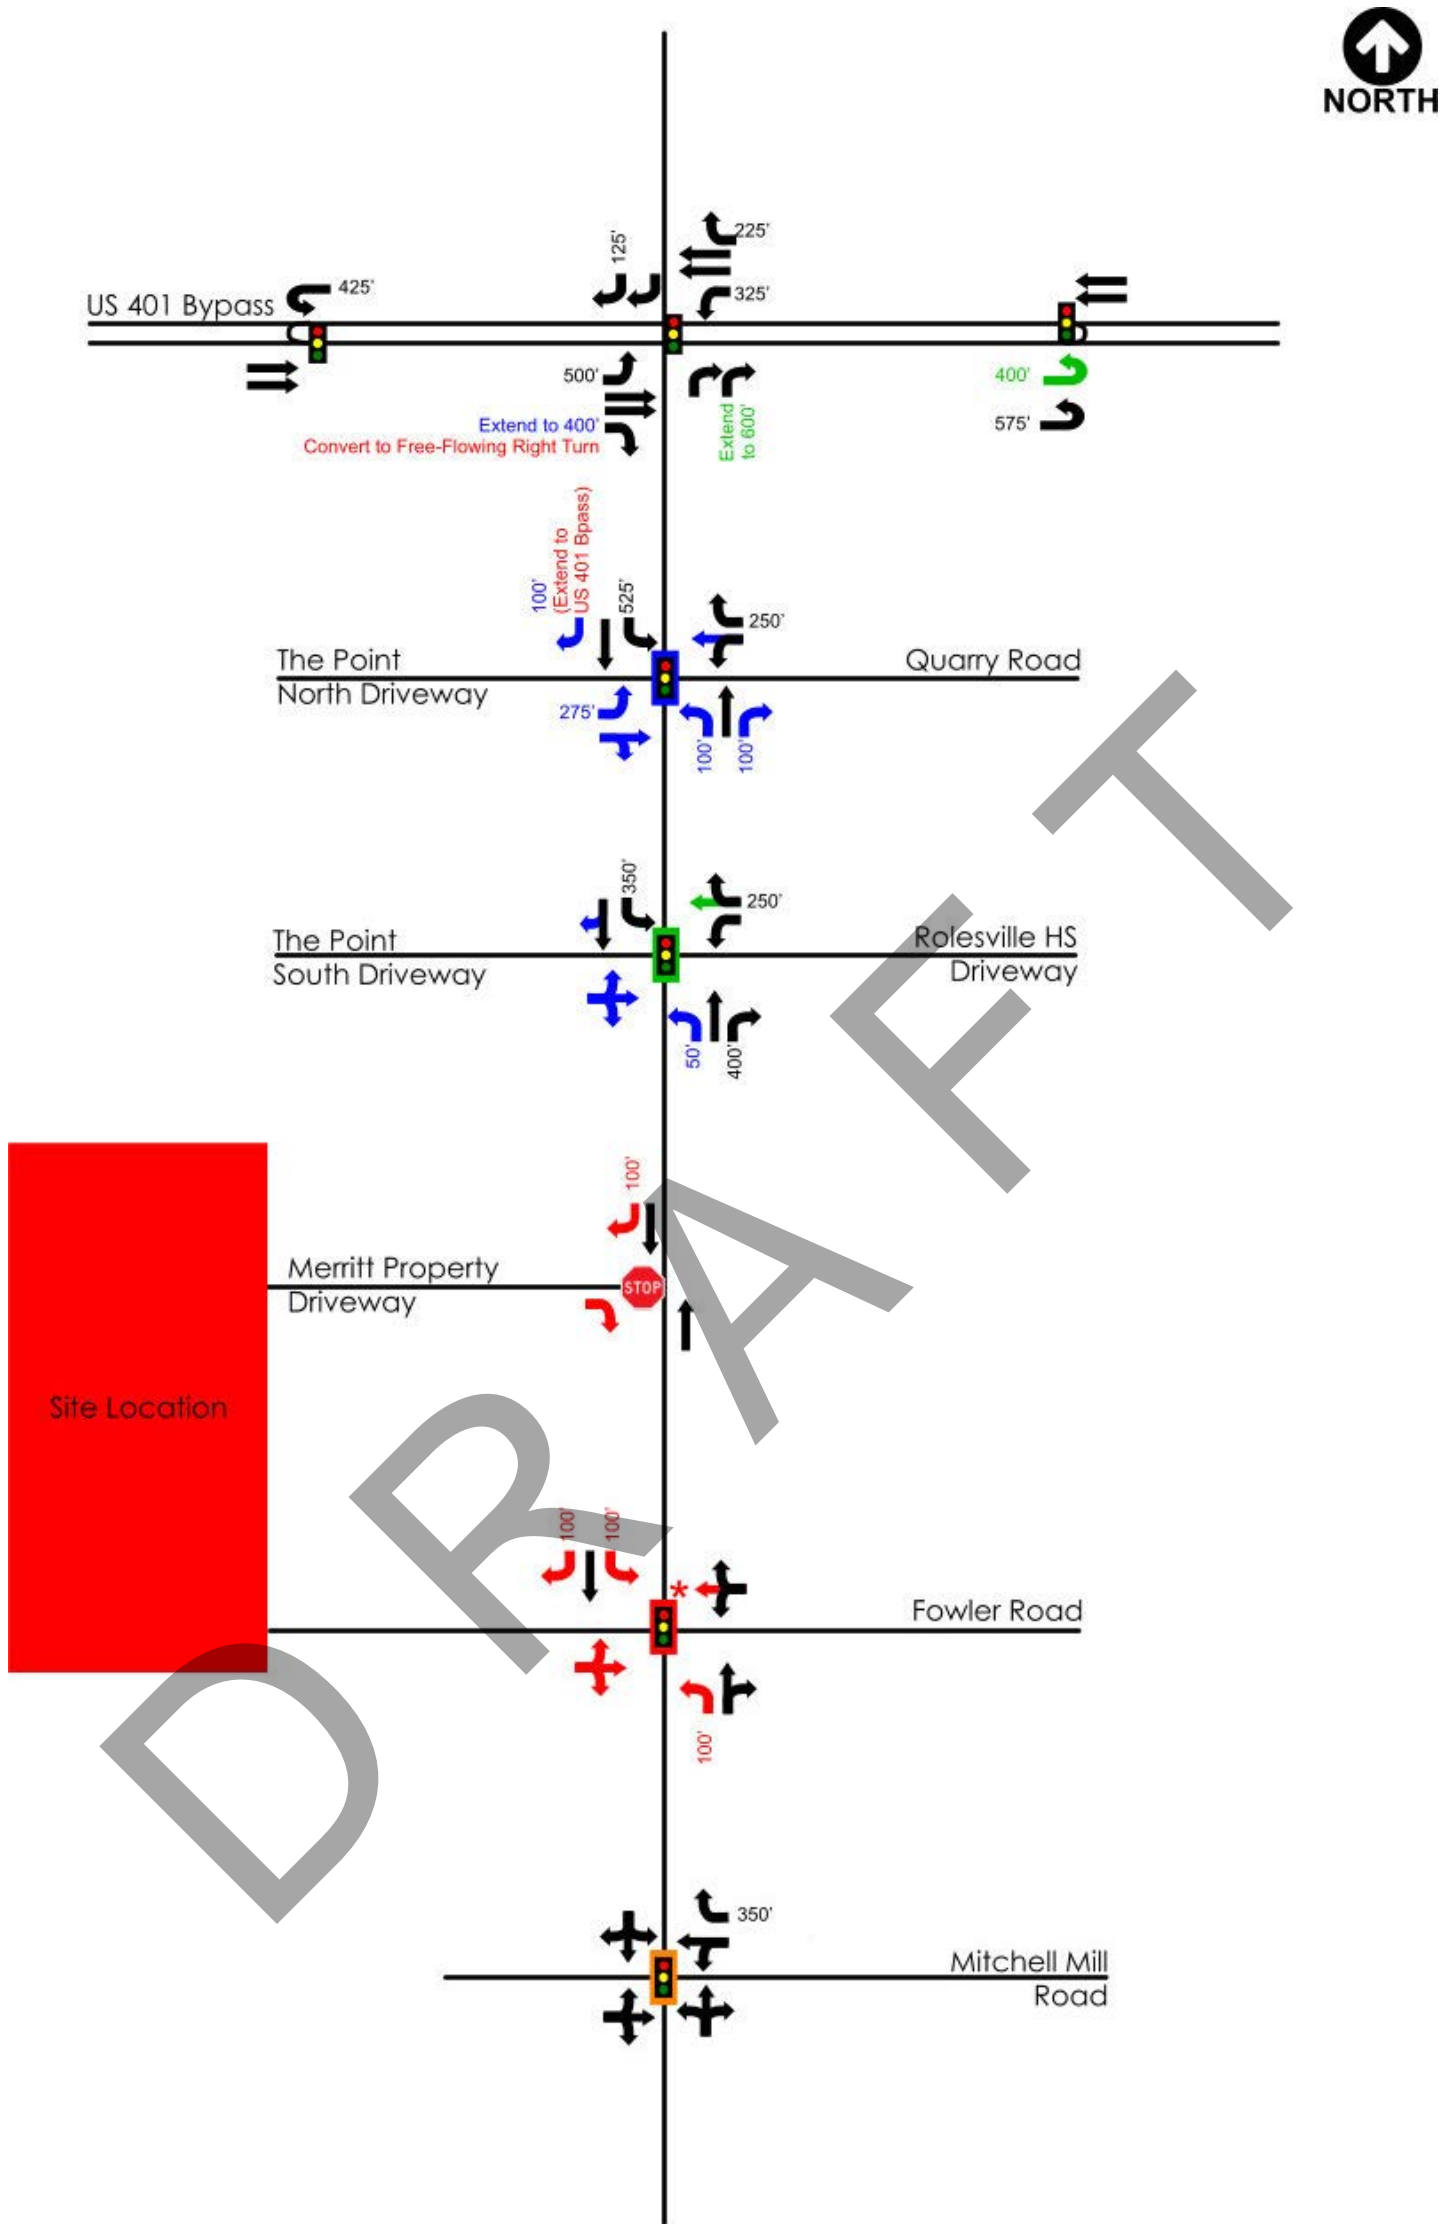 NORTH
225'
125'
425'
325'
US 401 Bypass
500'
400'
Extend to 400'
Convert to Free-Flowing Right Turn
Extend
to 600'
575'
100'
(Extend to
US 401 Bpass)
525'
250'
The Point
North Driveway
Quarry Road
275'
100'
100'
350'
250'
The Point
South Driveway
Rolesville HS
Driveway
50'
400'
100'
Merritt Property
Driveway
STOP
Site Location
100'
100'
*
Fowler Road
100'
350'
Mitchell Mill
Road
DRAFT